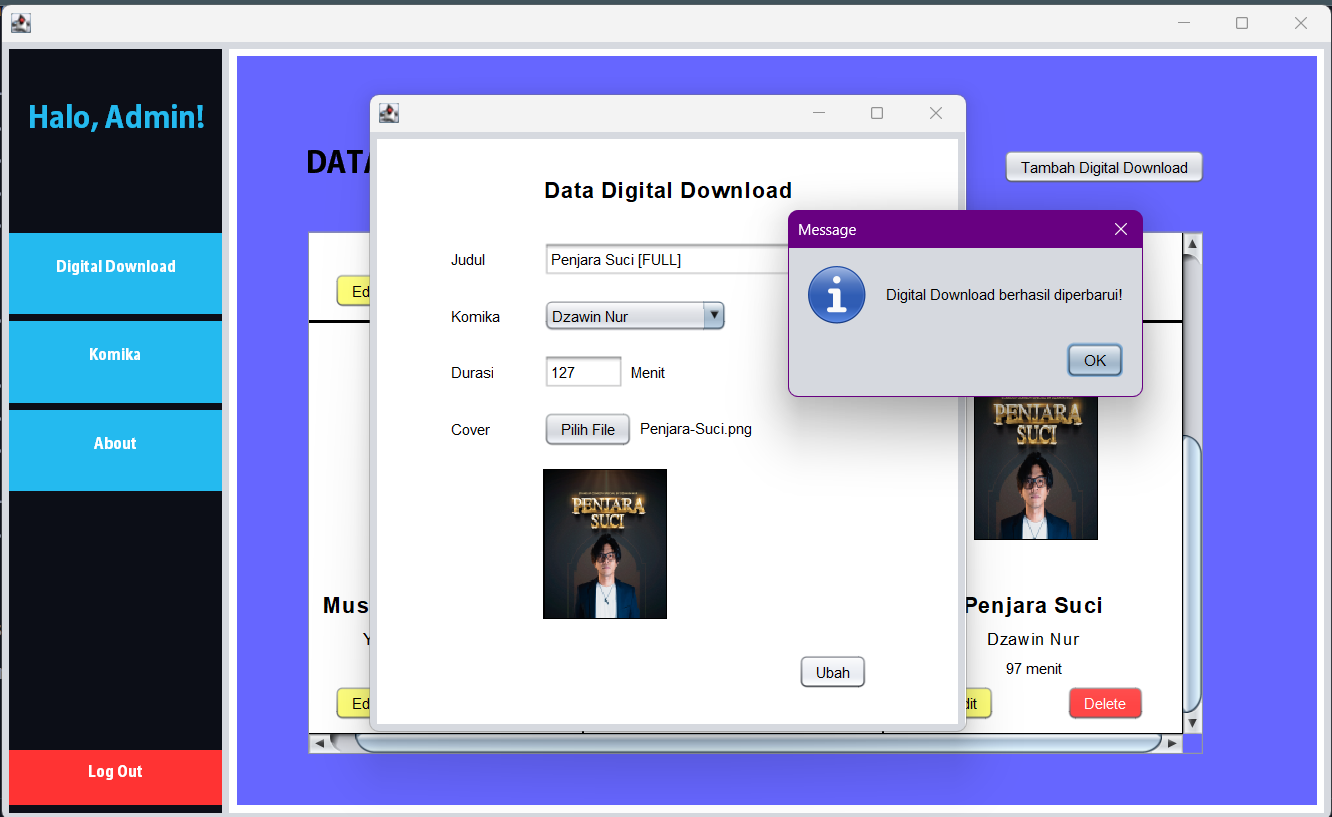 Halo, Admin!
Digital Download
Komika
About
Log Out
DATA
Tambah Digital Download
Data Digital Download
Judul
Penjara Suci [FULL]
Komika
Dzawin Nur
Durasi
127
Menit
Cover
Pilih File
Penjara-Suci.png
PENJARA
SUCI
Ubah
Message
Digital Download berhasil diperbarui!
OK
Ed
Mus
Y
Ed
PENJARA
SUCI
Penjara Suci
Dzawin Nur
97 menit
dit
Delete